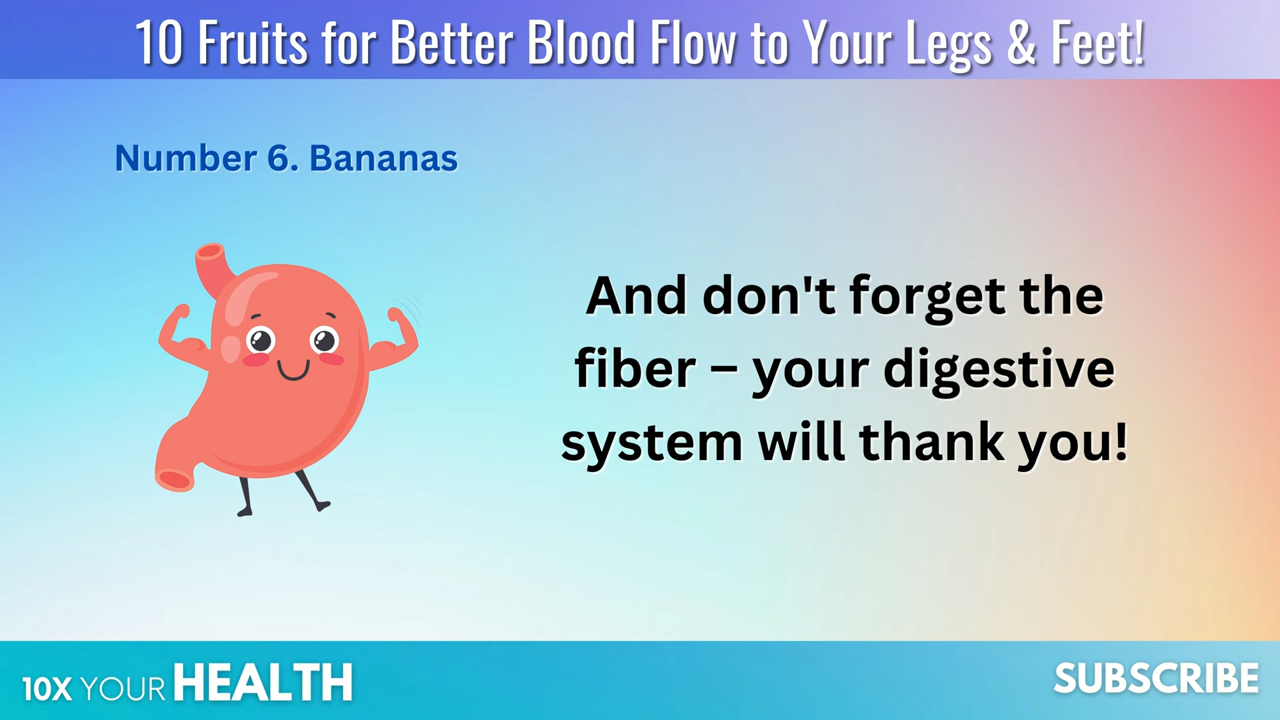 10 Fruits for Better Blood Flow to Your Legs & Feet!
Number 6. Bananas
And don't forget the
fiber – your digestive
system will thank you!
10X YOUR HEALTH
SUBSCRIBE